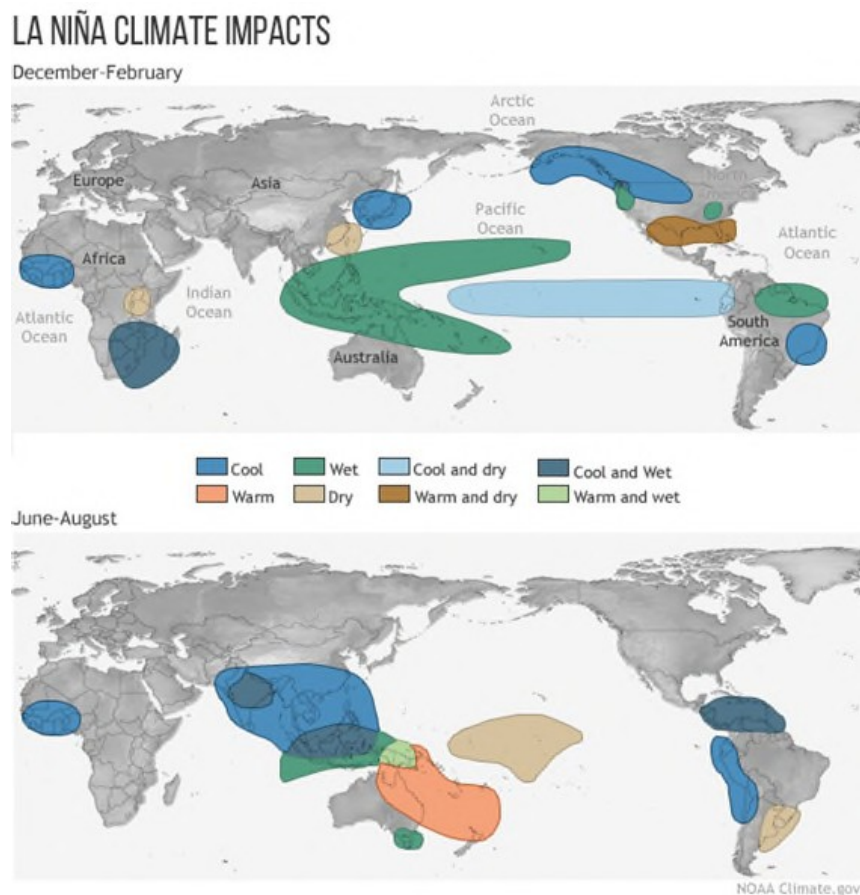 LA NIÑA CLIMATE IMPACTS
December-February
Arctic
Ocean
Europe
Asia
North
America
Pacific
Ocean
Atlantic
Ocean
Africa
Indian
Ocean
Atlantic
Ocean
South
America
Australia
Cool
Wet
Cool and dry
Cool and Wet
Warm
Dry
Warm and dry
Warm and wet
June-August
NOAA Climate.gov